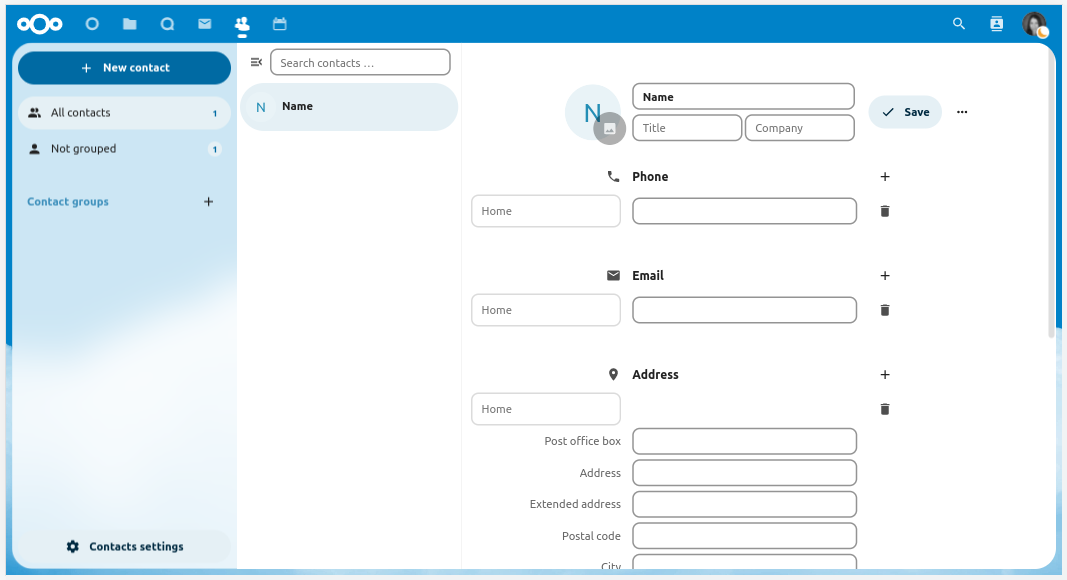 New contact
Search contacts …
All contacts 1
Not grouped 1
Contact groups
Contacts settings
N Name
N
Name
Title Company
Save
Phone
Home
Email
Home
Address
Home
Post office box
Address
Extended address
Postal code
City